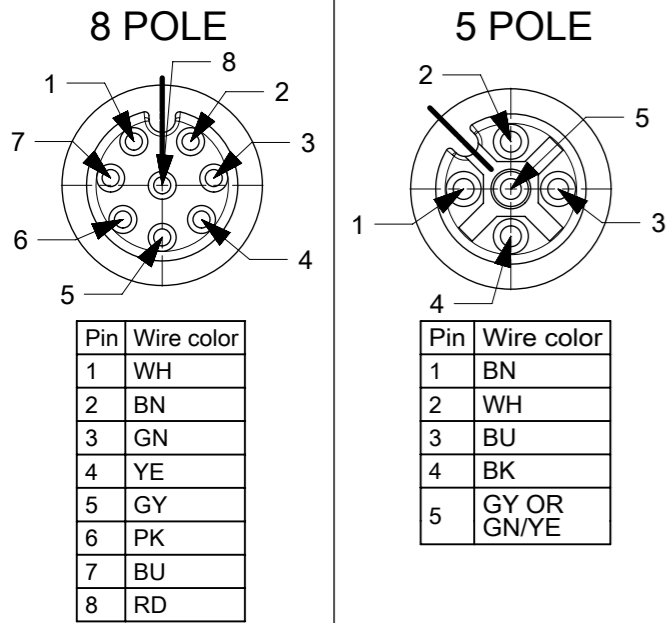 8 POLE
1
8
2
7
3
6
4
5
Pin Wire color
1 WH
2 BN
3 GN
4 YE
5 GY
6 PK
7 BU
8 RD
5 POLE
2
5
1
3
4
Pin Wire color
1 BN
2 WH
3 BU
4 BK
5 GY OR
GN/YE